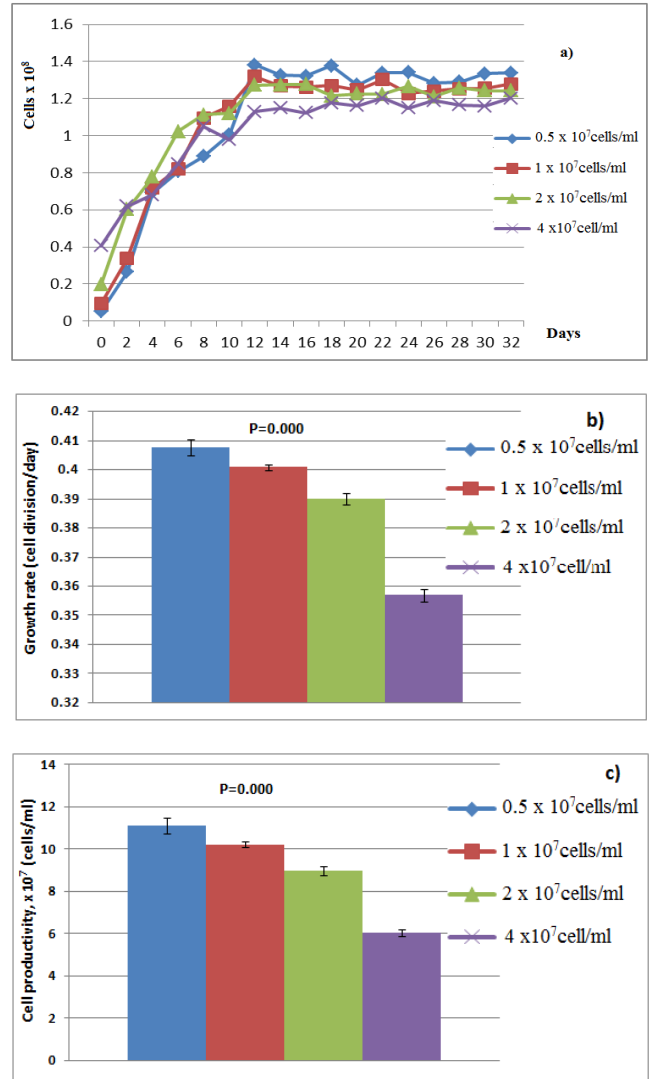 a)
Cells x 10⁸
1.6
1.4
1.2
1
0.8
0.6
0.4
0.2
0
0 2 4 6 8 10 12 14 16 18 20 22 24 26 28 30 32
Days
0.5 x 10⁷cells/ml
1 x 10⁷cells/ml
2 x 10⁷cells/ml
4 x10⁷cell/ml
b)
P=0.000
Growth rate (cell division/day)
0.42
0.41
0.4
0.39
0.38
0.37
0.36
0.35
0.34
0.33
0.32
0.5 x 10⁷cells/ml
1 x 10⁷cells/ml
2 x 10⁷cells/ml
4 x10⁷cell/ml
c)
P=0.000
Cell productivity, x 10⁷ (cells/ml)
14
12
10
8
6
4
2
0
0.5 x 10⁷cells/ml
1 x 10⁷cells/ml
2 x 10⁷cells/ml
4 x10⁷cell/ml